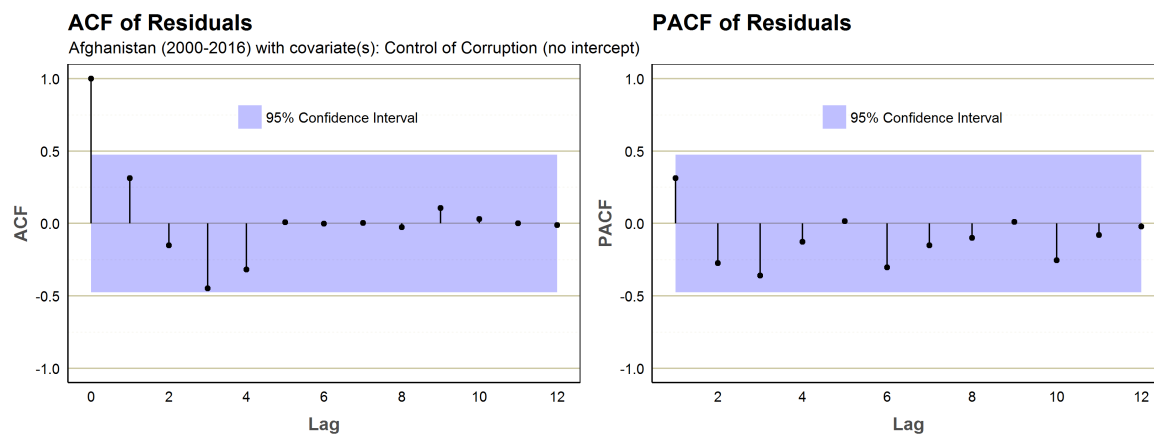 ACF of Residuals
Afghanistan (2000-2016) with covariate(s): Control of Corruption (no intercept)
1.0
0.5
0.0
-0.5
-1.0
ACF
95% Confidence Interval
0 2 4 6 8 10 12
Lag
PACF of Residuals
1.0
0.5
0.0
-0.5
-1.0
PACF
95% Confidence Interval
2 4 6 8 10 12
Lag